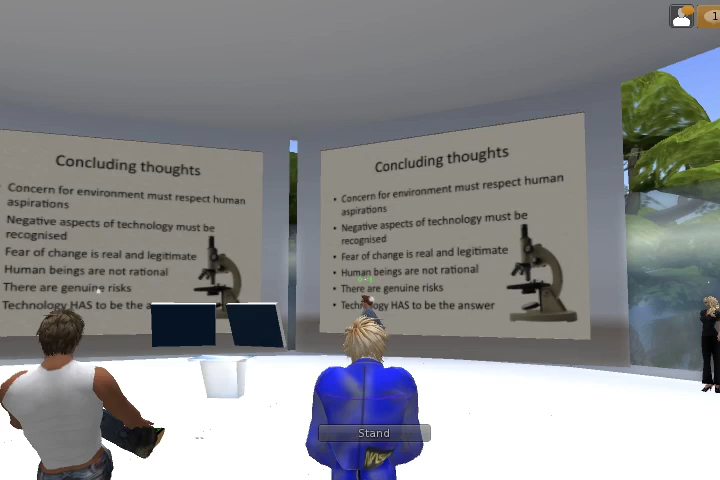 Concluding thoughts
Concern for environment must respect human
aspirations
Negative aspects of technology must be
recognised
Fear of change is real and legitimate
Human beings are not rational
There are genuine risks
Technology HAS to be the a
Concluding thoughts
• Concern for environment must respect human
aspirations
• Negative aspects of technology must be
recognised
• Fear of change is real and legitimate
• Human beings are not rational
• There are genuine risks
• Technology HAS to be the answer
Stand
1